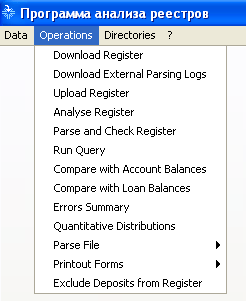 Программа анализа реестров
Data Operations Directories ?
Download Register
Download External Parsing Logs
Upload Register
Analyse Register
Parse and Check Register
Run Query
Compare with Account Balances
Compare with Loan Balances
Errors Summary
Quantitative Distributions
Parse File
Printout Forms
Exclude Deposits from Register